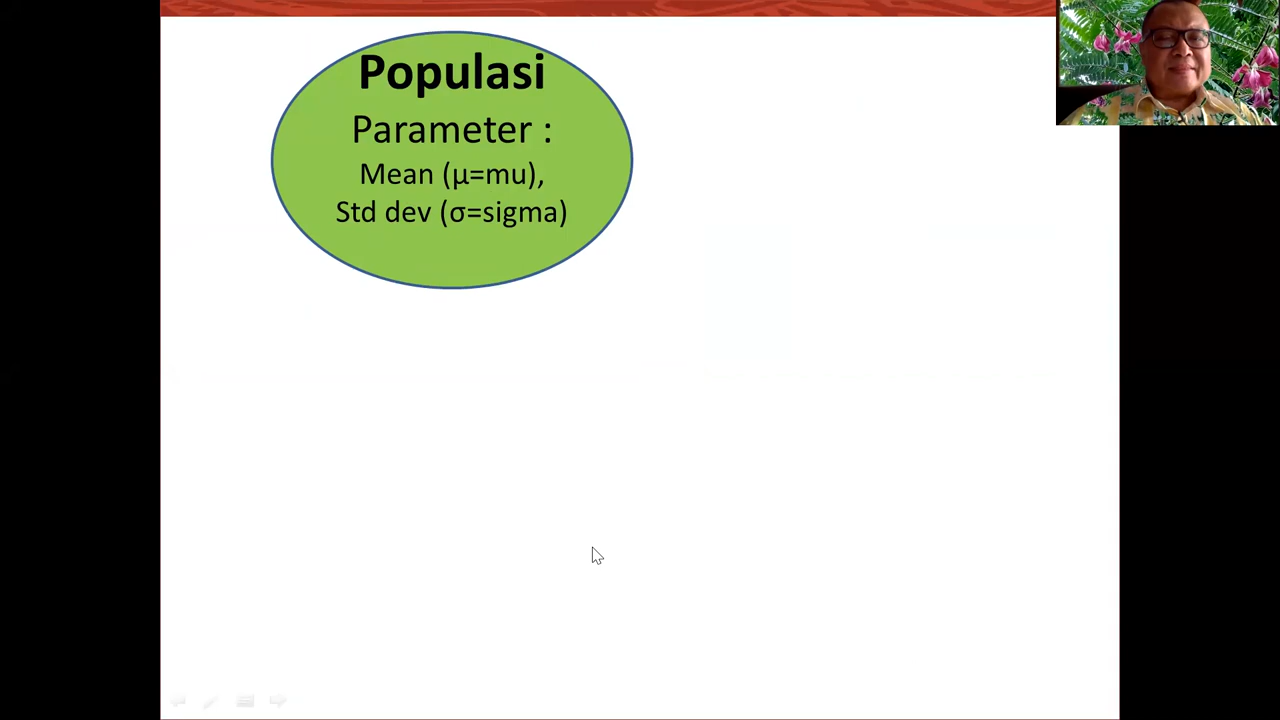 Populasi
Parameter :
Mean (µ=mu),
Std dev (σ=sigma)